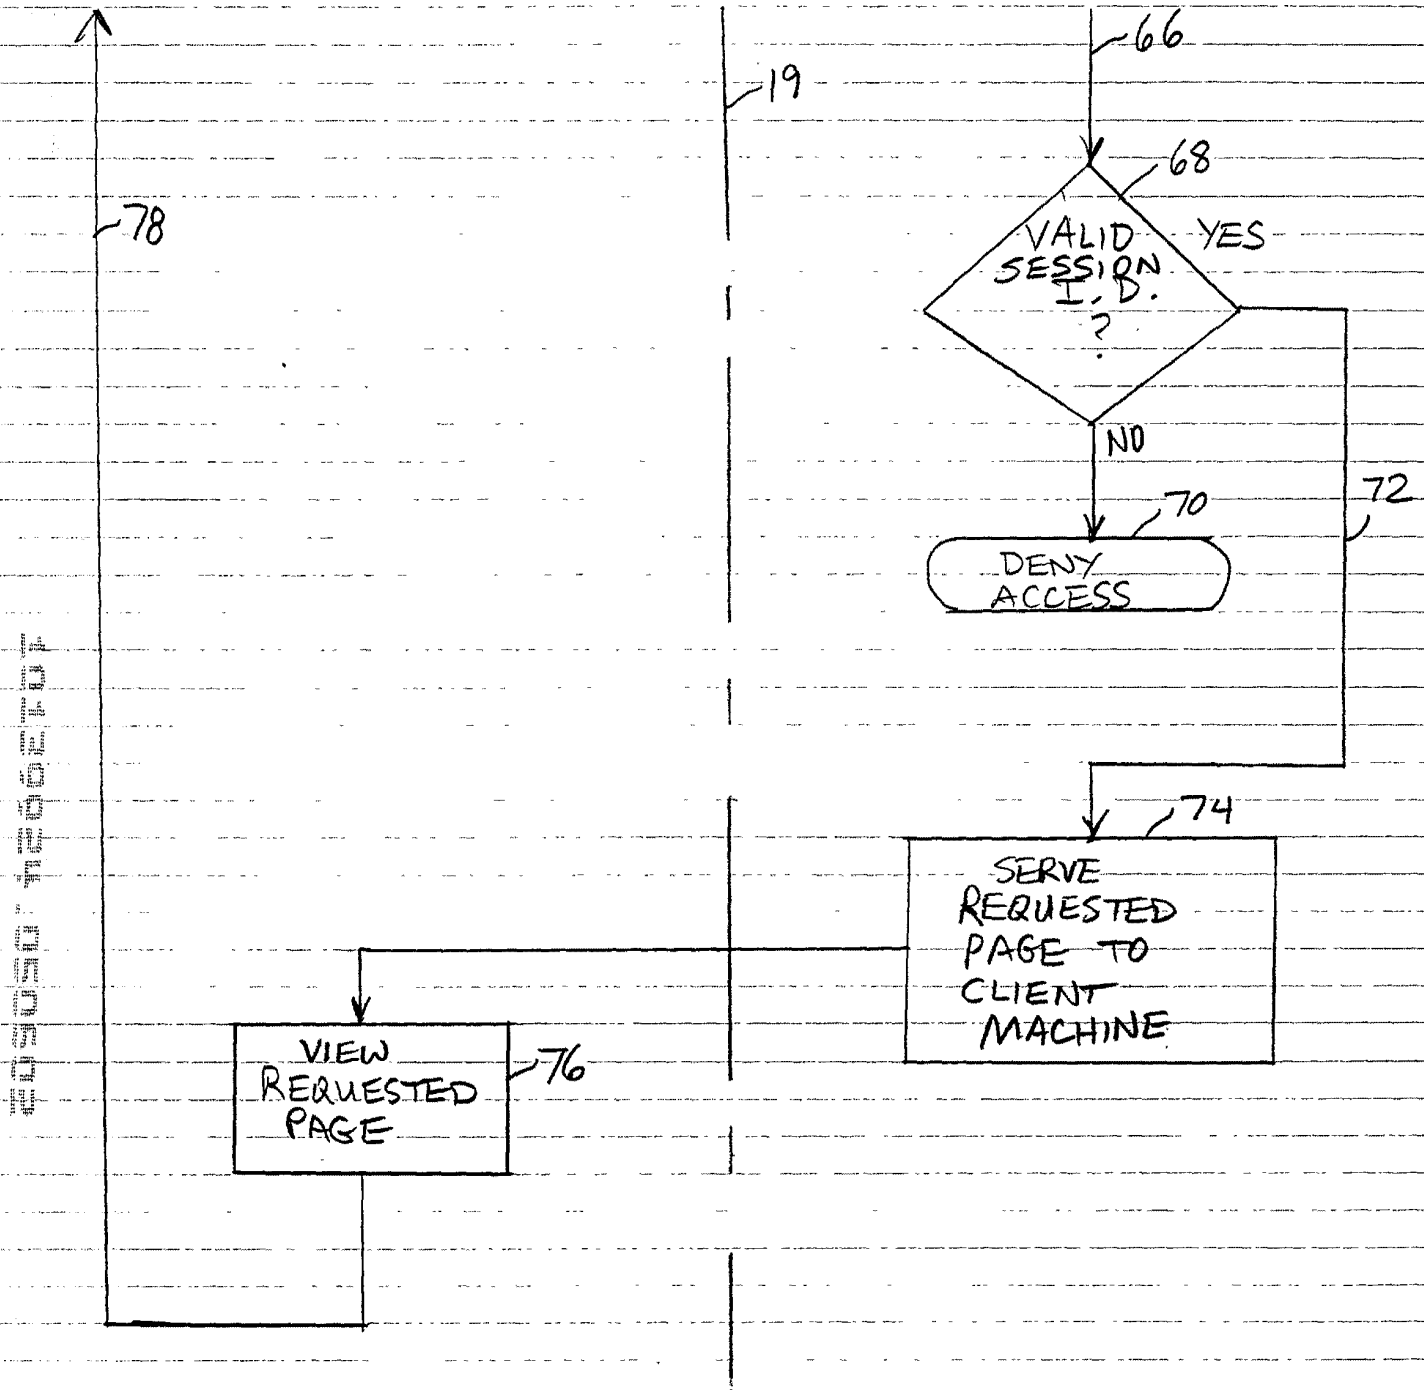 66
19
68
78
VALID
SESSION
I.D.
?
YES
NO
72
70
DENY
ACCESS
74
SERVE
REQUESTED
PAGE TO
CLIENT
MACHINE
VIEW
REQUESTED
PAGE
76